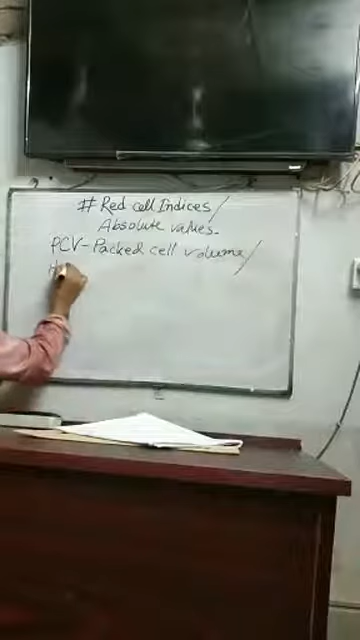 # Red cell Indices/
Absolute values.
PCV-Packed cell volume/
H